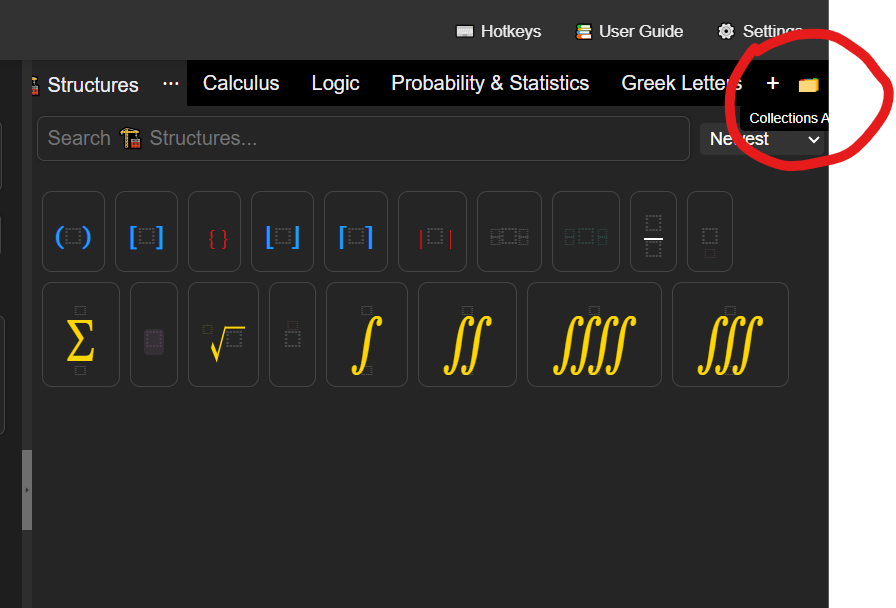 Hotkeys User Guide Settings
Structures ··· Calculus Logic Probability & Statistics Greek Letters +
Collections A
Search Structures... Newest
( ) [ ] { } ⌊ ⌋ ⌈ ⌉ | |
Σ √ ∫ ∬ ⨌ ∭